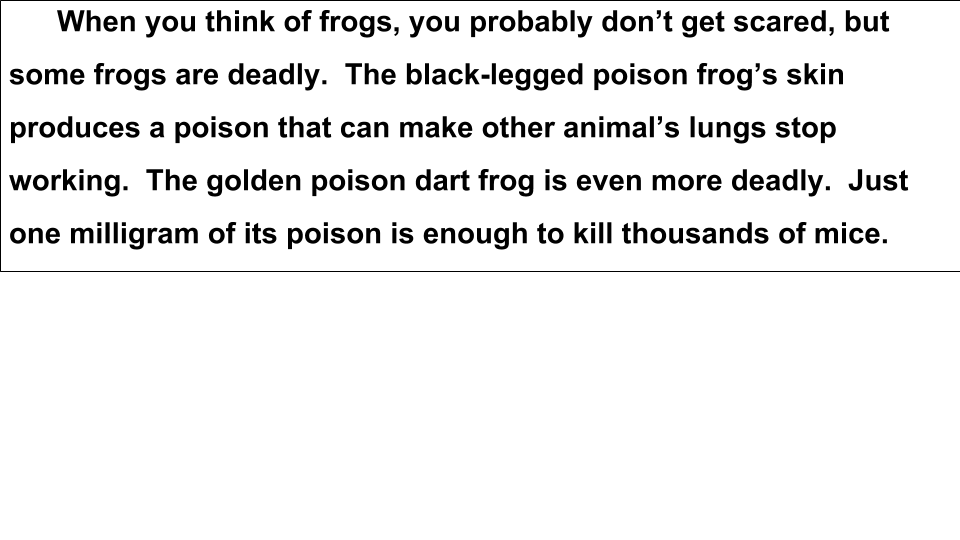 When you think of frogs, you probably don’t get scared, but
some frogs are deadly.  The black-legged poison frog’s skin
produces a poison that can make other animal’s lungs stop
working.  The golden poison dart frog is even more deadly.  Just
one milligram of its poison is enough to kill thousands of mice.